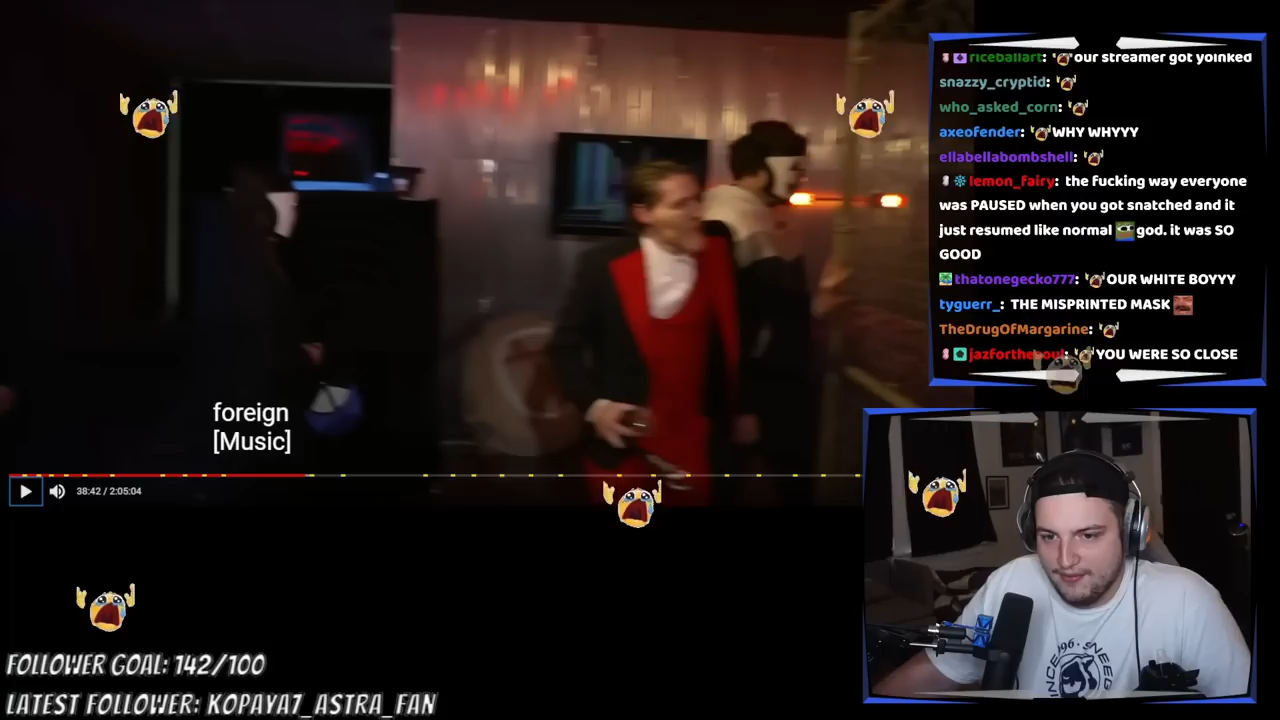 riceballart: our streamer got yoinked
snazzy_cryptid:
who_asked_corn:
axeofender: WHY WHYYY
ellabellabombshell:
lemon_fairy: the fucking way everyone
was PAUSED when you got snatched and it
just resumed like normal god. it was SO
GOOD
thatonegecko777: OUR WHITE BOYYY
tyguerr_: THE MISPRINTED MASK
TheDrugOfMargarine:
jazforthesoul: YOU WERE SO CLOSE
foreign
[Music]
38:42 / 2:05:04
FOLLOWER GOAL: 142/100
LATEST FOLLOWER: KOPAYA7_ASTRA_FAN